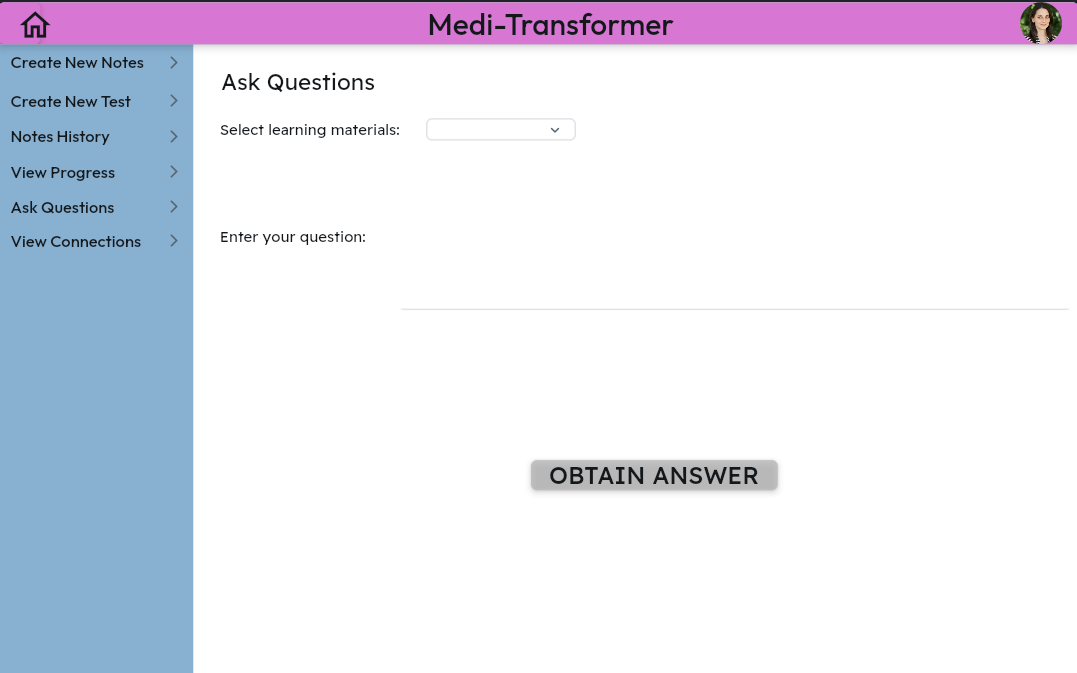 Medi-Transformer
Create New Notes
Create New Test
Notes History
View Progress
Ask Questions
View Connections
Ask Questions
Select learning materials:
Enter your question:
OBTAIN ANSWER